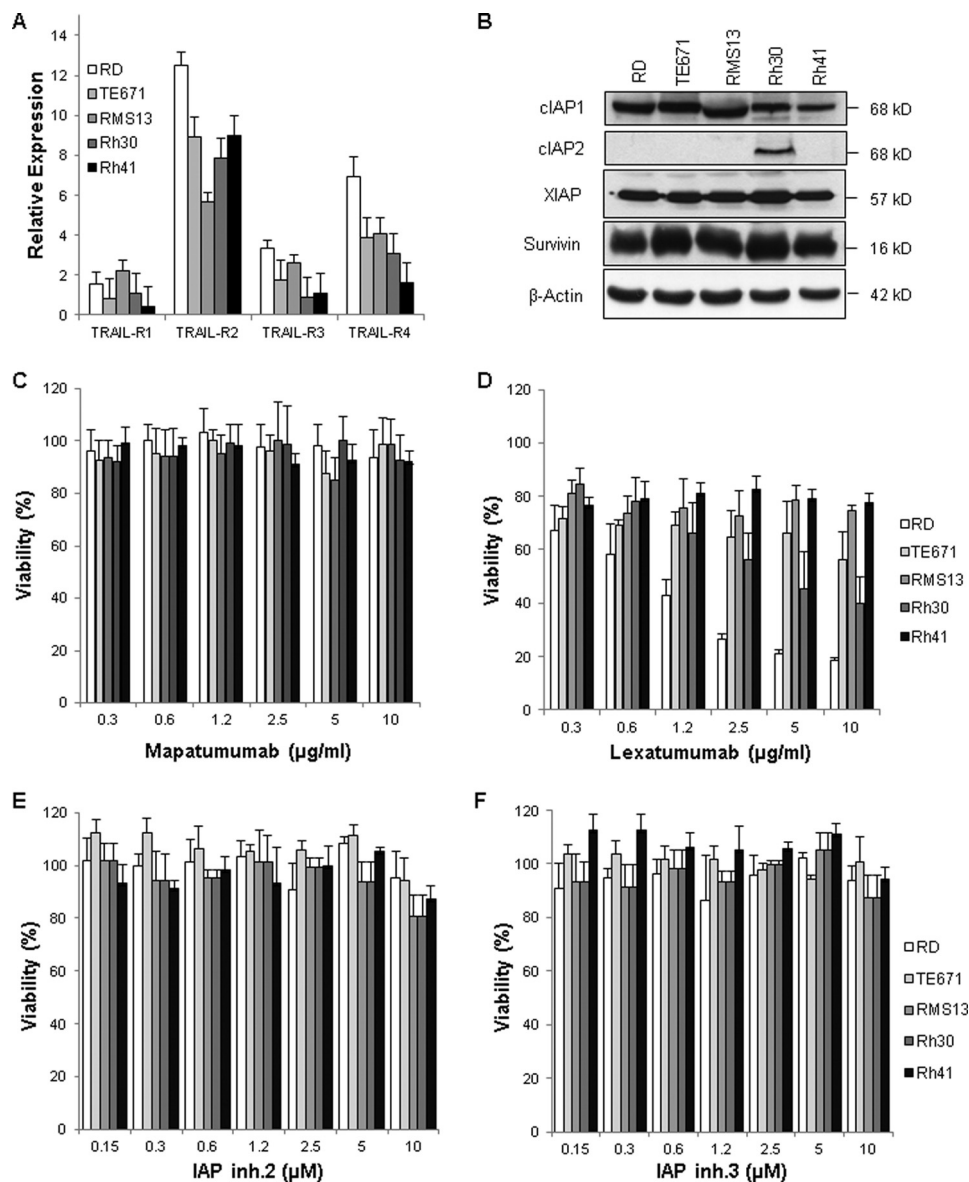 A
Relative Expression
14
12
10
8
6
4
2
0
RD
TE671
RMS13
Rh30
Rh41
TRAIL-R1 TRAIL-R2 TRAIL-R3 TRAIL-R4
B
RD TE671 RMS13 Rh30 Rh41
cIAP1 68 kD
cIAP2 68 kD
XIAP 57 kD
Survivin 16 kD
β-Actin 42 kD
C
Viability (%)
120
100
80
60
40
20
0
0.3 0.6 1.2 2.5 5 10
Mapatumumab (µg/ml)
D
Viability (%)
120
100
80
60
40
20
0
0.3 0.6 1.2 2.5 5 10
Lexatumumab (µg/ml)
RD
TE671
RMS13
Rh30
Rh41
E
Viability (%)
120
100
80
60
40
20
0
0.15 0.3 0.6 1.2 2.5 5 10
IAP inh.2 (µM)
F
Viability (%)
120
100
80
60
40
20
0
0.15 0.3 0.6 1.2 2.5 5 10
IAP inh.3 (µM)
RD
TE671
RMS13
Rh30
Rh41